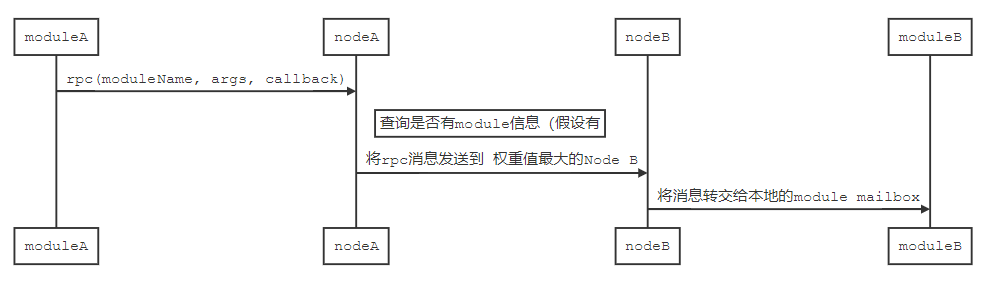 moduleA nodeA nodeB moduleB
rpc(moduleName, args, callback)
查询是否有module信息（假设有
将rpc消息发送到 权重值最大的Node B
将消息转交给本地的module mailbox
moduleA nodeA nodeB moduleB